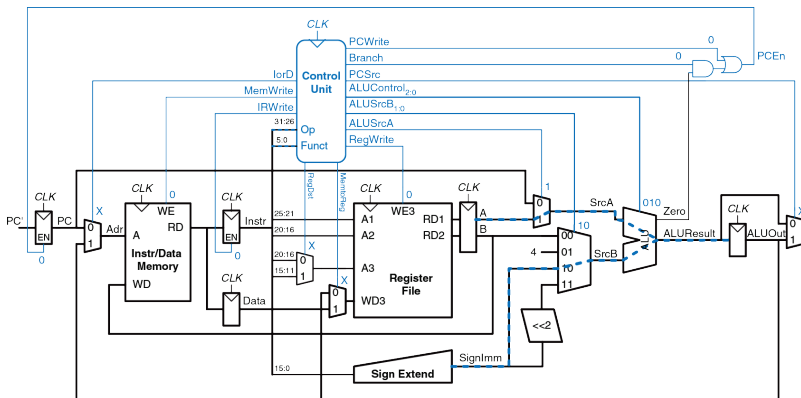 CLK
PCWrite
0
Branch
0
PCEn
IorD
Control
Unit
PCSrc
MemWrite
ALUControl2:0
IRWrite
ALUSrcB1:0
31:26
Op
ALUSrcA
5:0
Funct
RegWrite
RegDst
MemtoReg
CLK
CLK
CLK
CLK
CLK
CLK
X
0
0
1
010
X
PC'
PC
EN
0
0
1
Adr
WE
RD
A
Instr/Data
Memory
WD
EN
Instr
CLK
Data
25:21
20:16
20:16
15:11
X
0
1
X
0
1
A1
A2
A3
WD3
WE3
RD1
RD2
Register
File
A
B
0
1
SrcA
4
10
00
01
10
11
SrcB
ALU
Zero
ALUResult
ALUOut
0
1
<<2
SignImm
15:0
Sign Extend